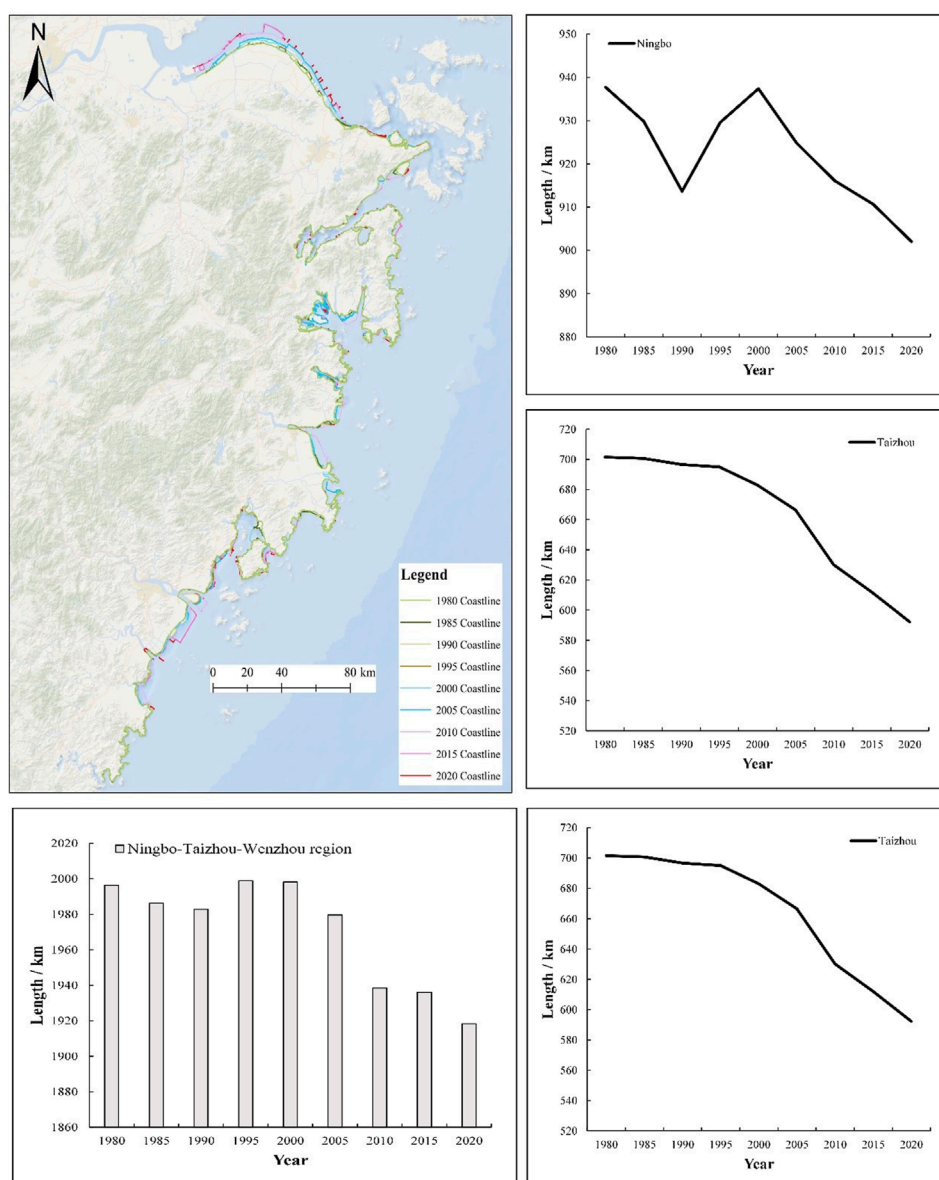 N
Legend
1980 Coastline
1985 Coastline
1990 Coastline
1995 Coastline
2000 Coastline
2005 Coastline
2010 Coastline
2015 Coastline
2020 Coastline
0 20 40 80 km
Ningbo
950
940
930
920
910
900
890
880
Length / km
1980 1985 1990 1995 2000 2005 2010 2015 2020
Year
Taizhou
720
700
680
660
640
620
600
580
560
540
520
Length / km
1980 1985 1990 1995 2000 2005 2010 2015 2020
Year
Ningbo-Taizhou-Wenzhou region
2020
2000
1980
1960
1940
1920
1900
1880
1860
Length / km
1980 1985 1990 1995 2000 2005 2010 2015 2020
Year
Taizhou
720
700
680
660
640
620
600
580
560
540
520
Length / km
1980 1985 1990 1995 2000 2005 2010 2015 2020
Year